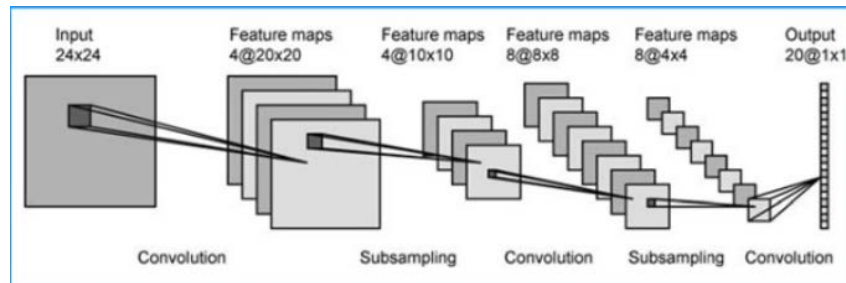 Input
24x24
Feature maps
4@20x20
Feature maps
4@10x10
Feature maps
8@8x8
Feature maps
8@4x4
Output
20@1x1
Convolution
Subsampling
Convolution
Subsampling
Convolution